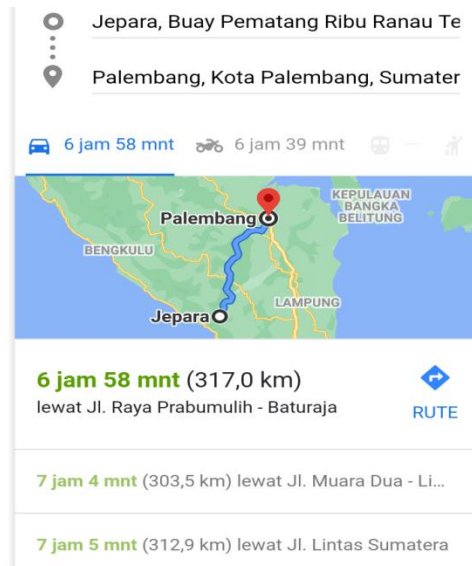 Jepara, Buay Pematang Ribu Ranau Te
Palembang, Kota Palembang, Sumater
6 jam 58 mnt 6 jam 39 mnt –
KEPULAUAN
BANGKA
BELITUNG
Palembang
BENGKULU
LAMPUNG
Jepara
6 jam 58 mnt (317,0 km)
lewat Jl. Raya Prabumulih - Baturaja
RUTE
7 jam 4 mnt (303,5 km) lewat Jl. Muara Dua - Li...
7 jam 5 mnt (312,9 km) lewat Jl. Lintas Sumatera